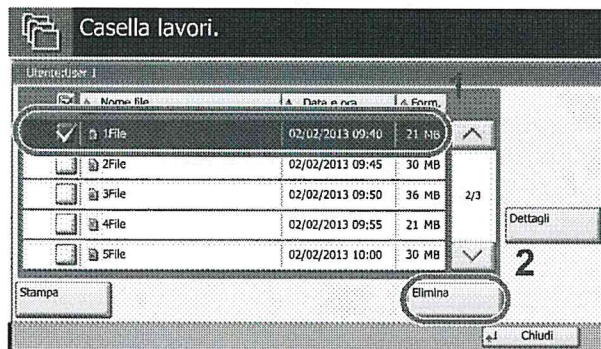 Casella lavori.
Utente:User 1
1
Nome file Data e ora Form.
1File 02/02/2013 09:40 21 MB
2File 02/02/2013 09:45 30 MB
3File 02/02/2013 09:50 36 MB
2/3
4File 02/02/2013 09:55 21 MB
Dettagli
5File 02/02/2013 10:00 30 MB
2
Stampa Elimina
Chiudi